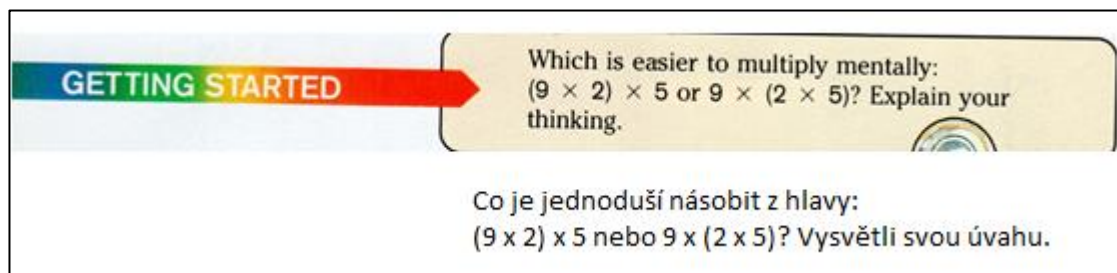 GETTING STARTED
Which is easier to multiply mentally:
(9 × 2) × 5 or 9 × (2 × 5)? Explain your
thinking.
Co je jednoduší násobit z hlavy:
(9 x 2) x 5 nebo 9 x (2 x 5)? Vysvětli svou úvahu.